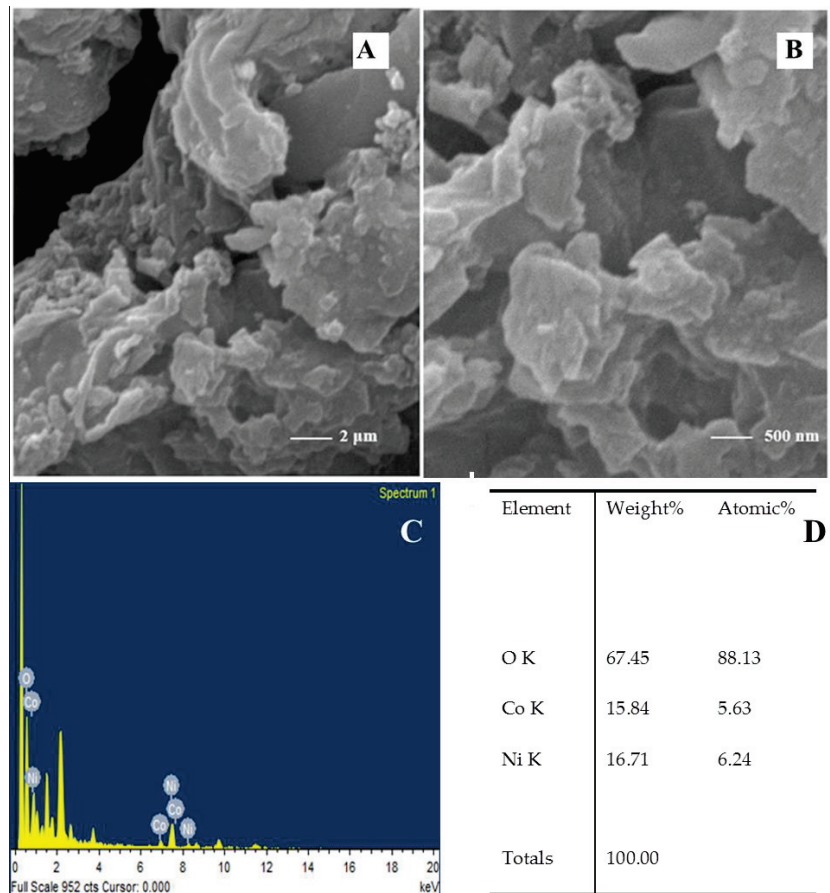 A
B
2 µm
500 nm
Spectrum 1
C
O
Co
Ni
Ni
Co
Co
Ni
0 2 4 6 8 10 12 14 16 18 20
Full Scale 952 cts Cursor: 0.000 keV
Element Weight% Atomic%
D
O K 67.45 88.13
Co K 15.84 5.63
Ni K 16.71 6.24
Totals 100.00